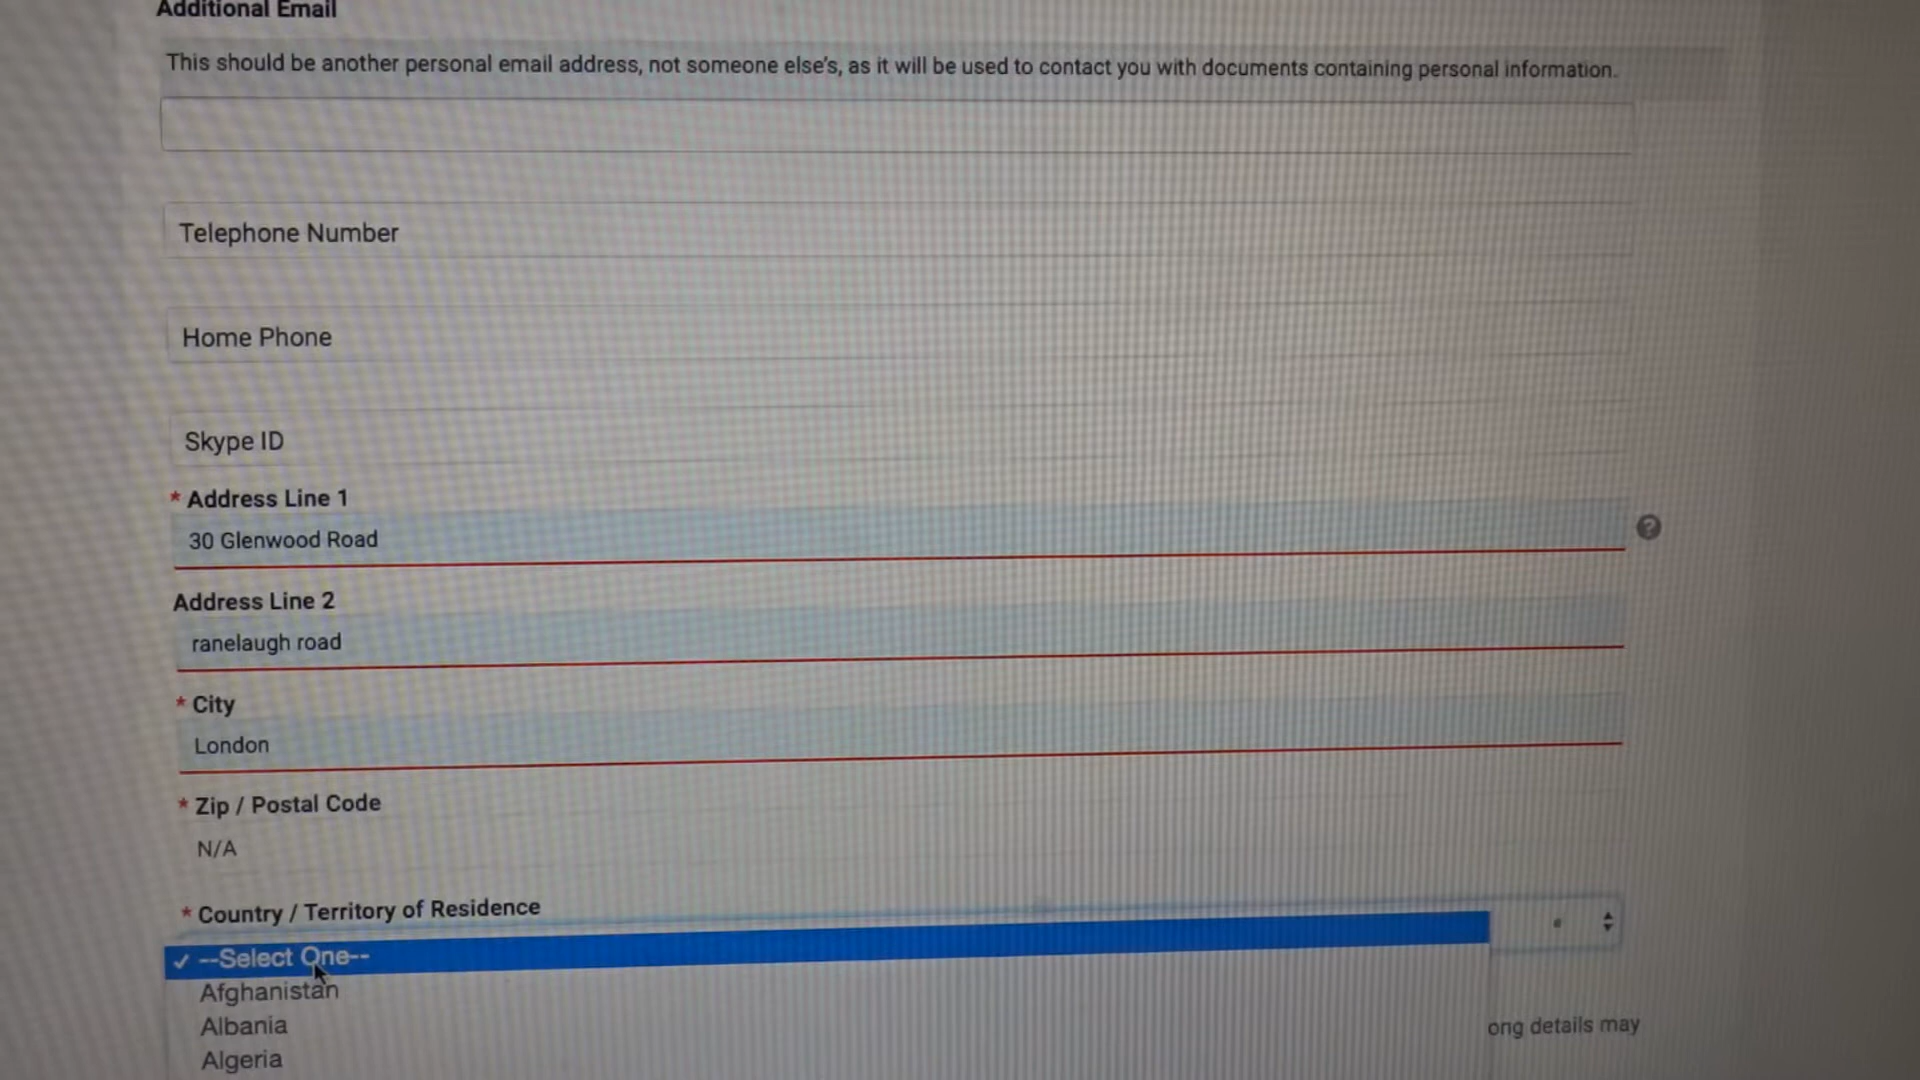 Additional Email
This should be another personal email address, not someone else's, as it will be used to contact you with documents containing personal information.
Telephone Number
Home Phone
Skype ID
* Address Line 1
30 Glenwood Road
?
Address Line 2
ranelaugh road
* City
London
* Zip / Postal Code
N/A
* Country / Territory of Residence
✓ --Select One--
Afghanistan
Albania
ong details may
Algeria